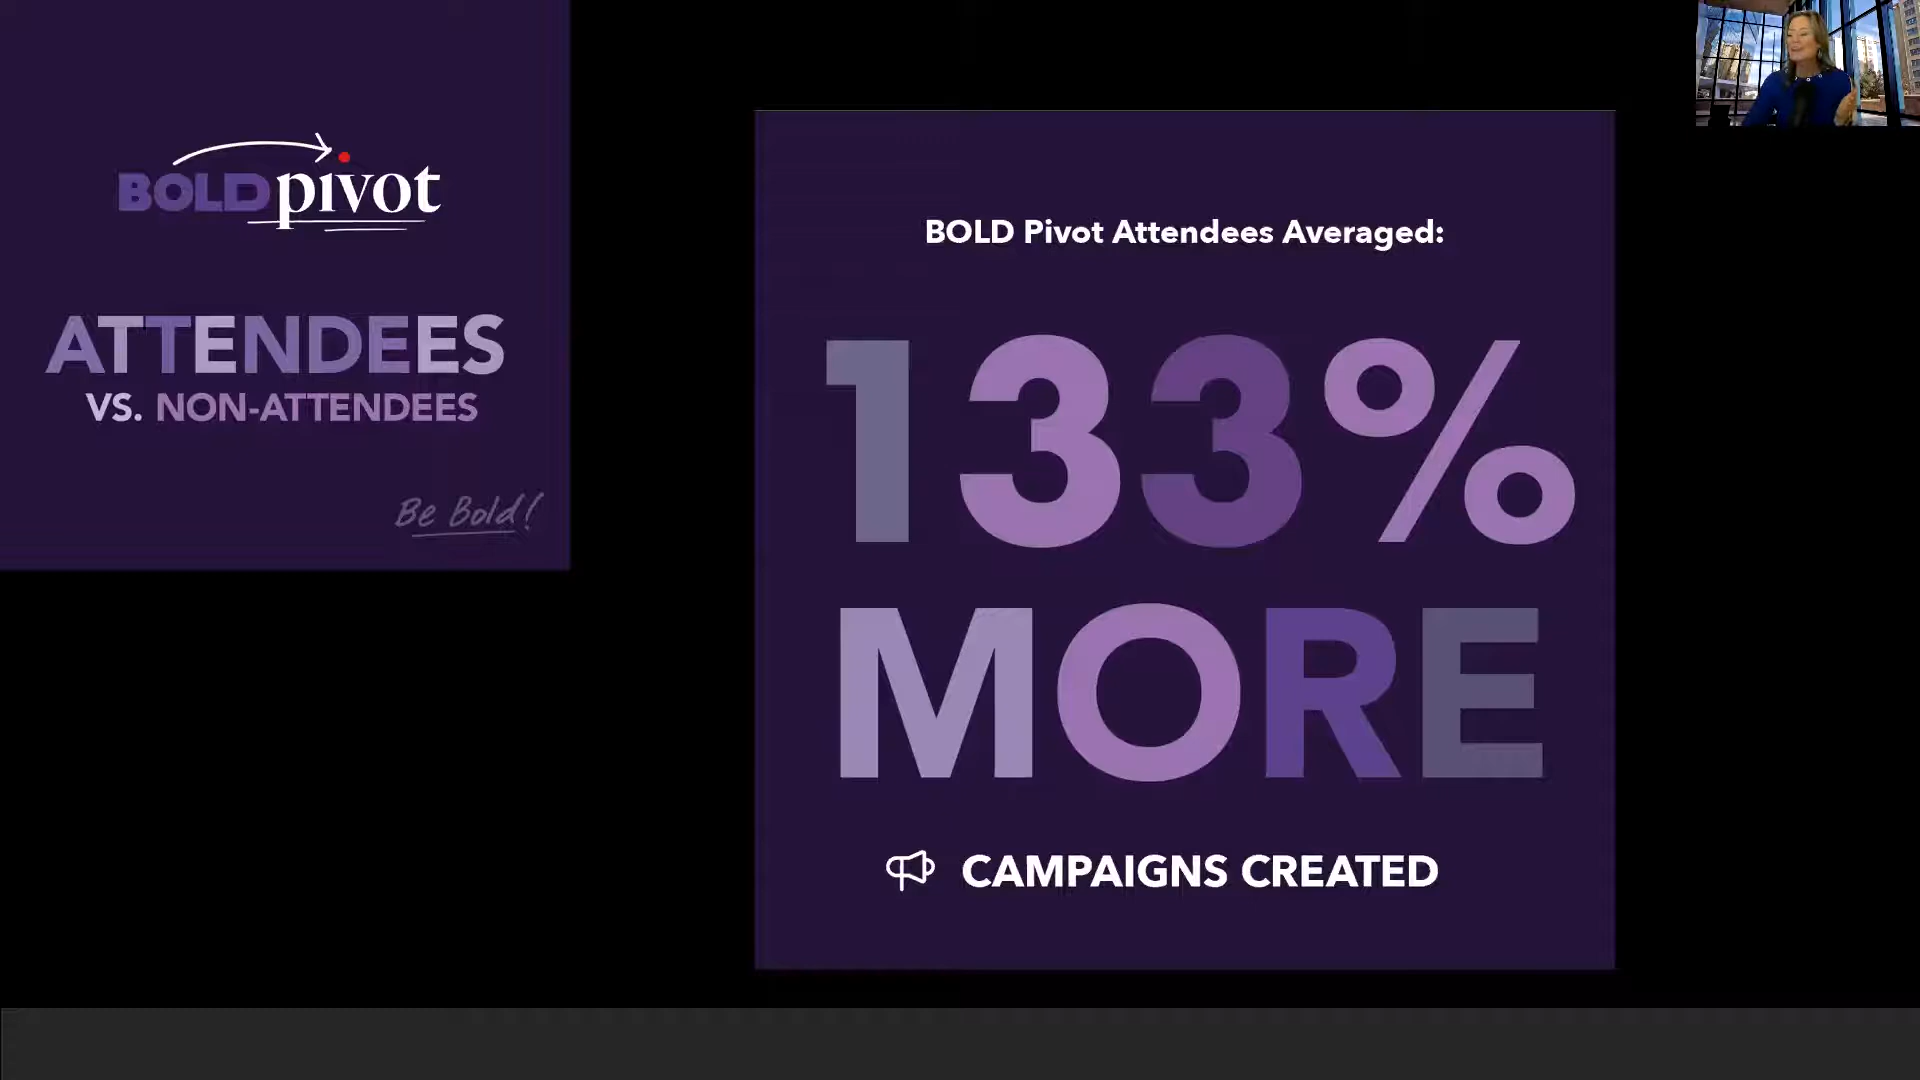 BOLD pivot
ATTENDEES
VS. NON-ATTENDEES
Be Bold!
BOLD Pivot Attendees Averaged:
133%
MORE
CAMPAIGNS CREATED